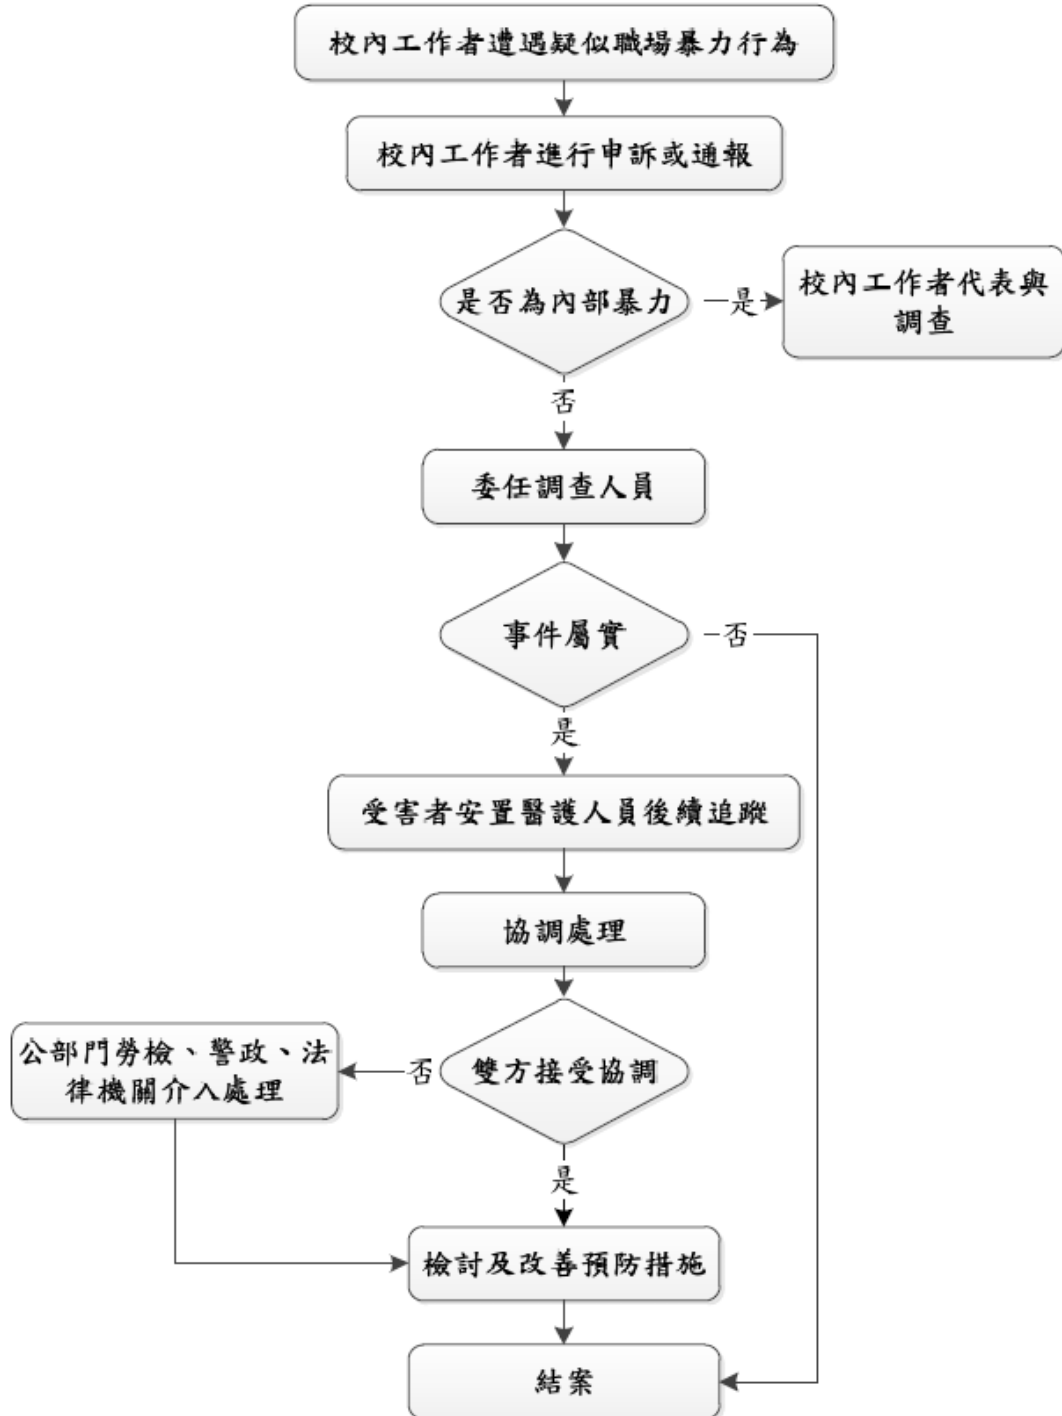 校內工作者遭遇疑似職場暴力行為
校內工作者進行申訴或通報
是否為內部暴力
是
校內工作者代表與
調查
否
委任調查人員
事件屬實
否
是
受害者安置醫護人員後續追蹤
協調處理
雙方接受協調
否
公部門勞檢、警政、法
律機關介入處理
是
檢討及改善預防措施
結案